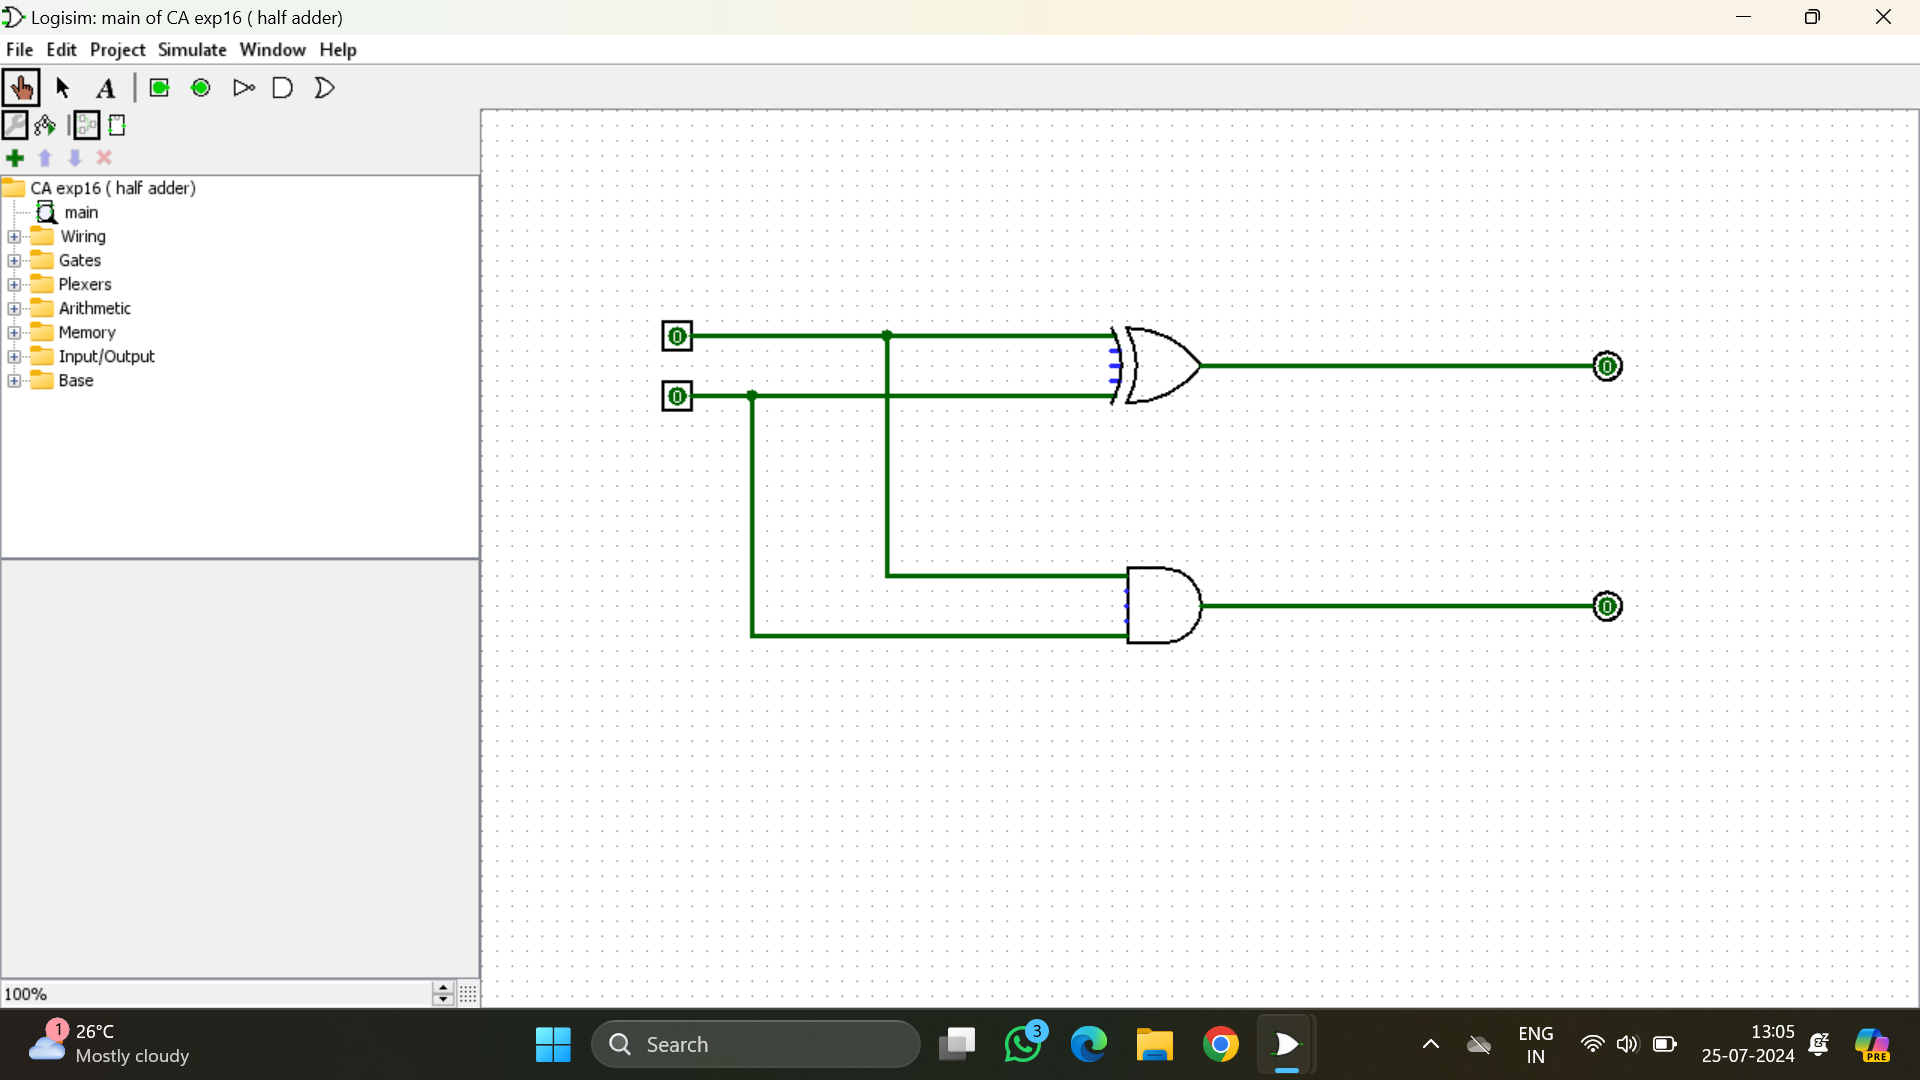 Logisim: main of CA exp16 ( half adder)
File Edit Project Simulate Window Help
A
CA exp16 ( half adder)
main
Wiring
Gates
Plexers
Arithmetic
Memory
Input/Output
Base
0
0
0
0
100%
1
26°C
Mostly cloudy
Search
3
ENG
IN
13:05
25-07-2024
PRE